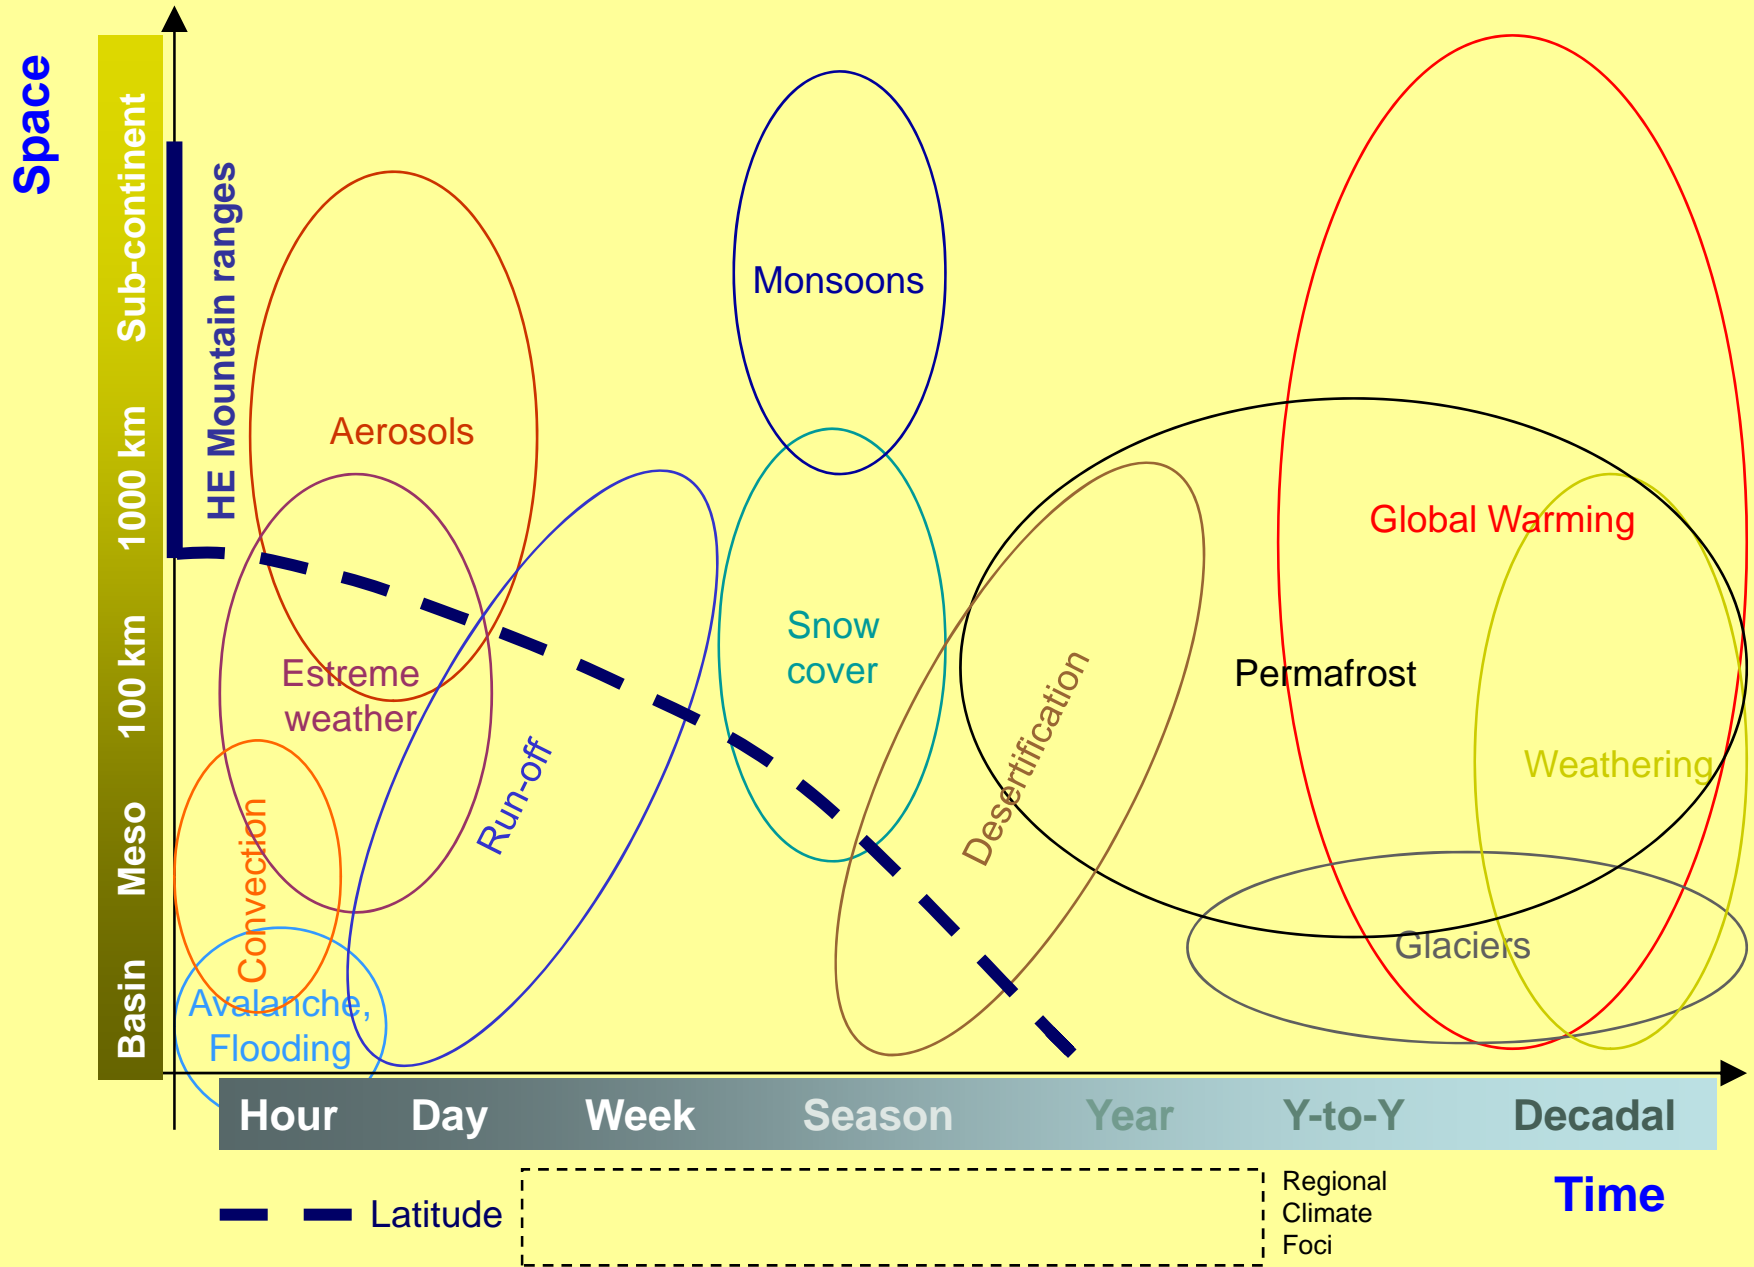 Space
Sub-continent
1000 km
100 km
Meso
Basin
HE Mountain ranges
Monsoons
Aerosols
Global Warming
Snow
cover
Estreme
weather
Permafrost
Run-off
Desertification
Weathering
Convection
Glaciers
Avalanche,
Flooding
Hour
Day
Week
Season
Year
Y-to-Y
Decadal
Latitude
Regional
Climate
Foci
Time